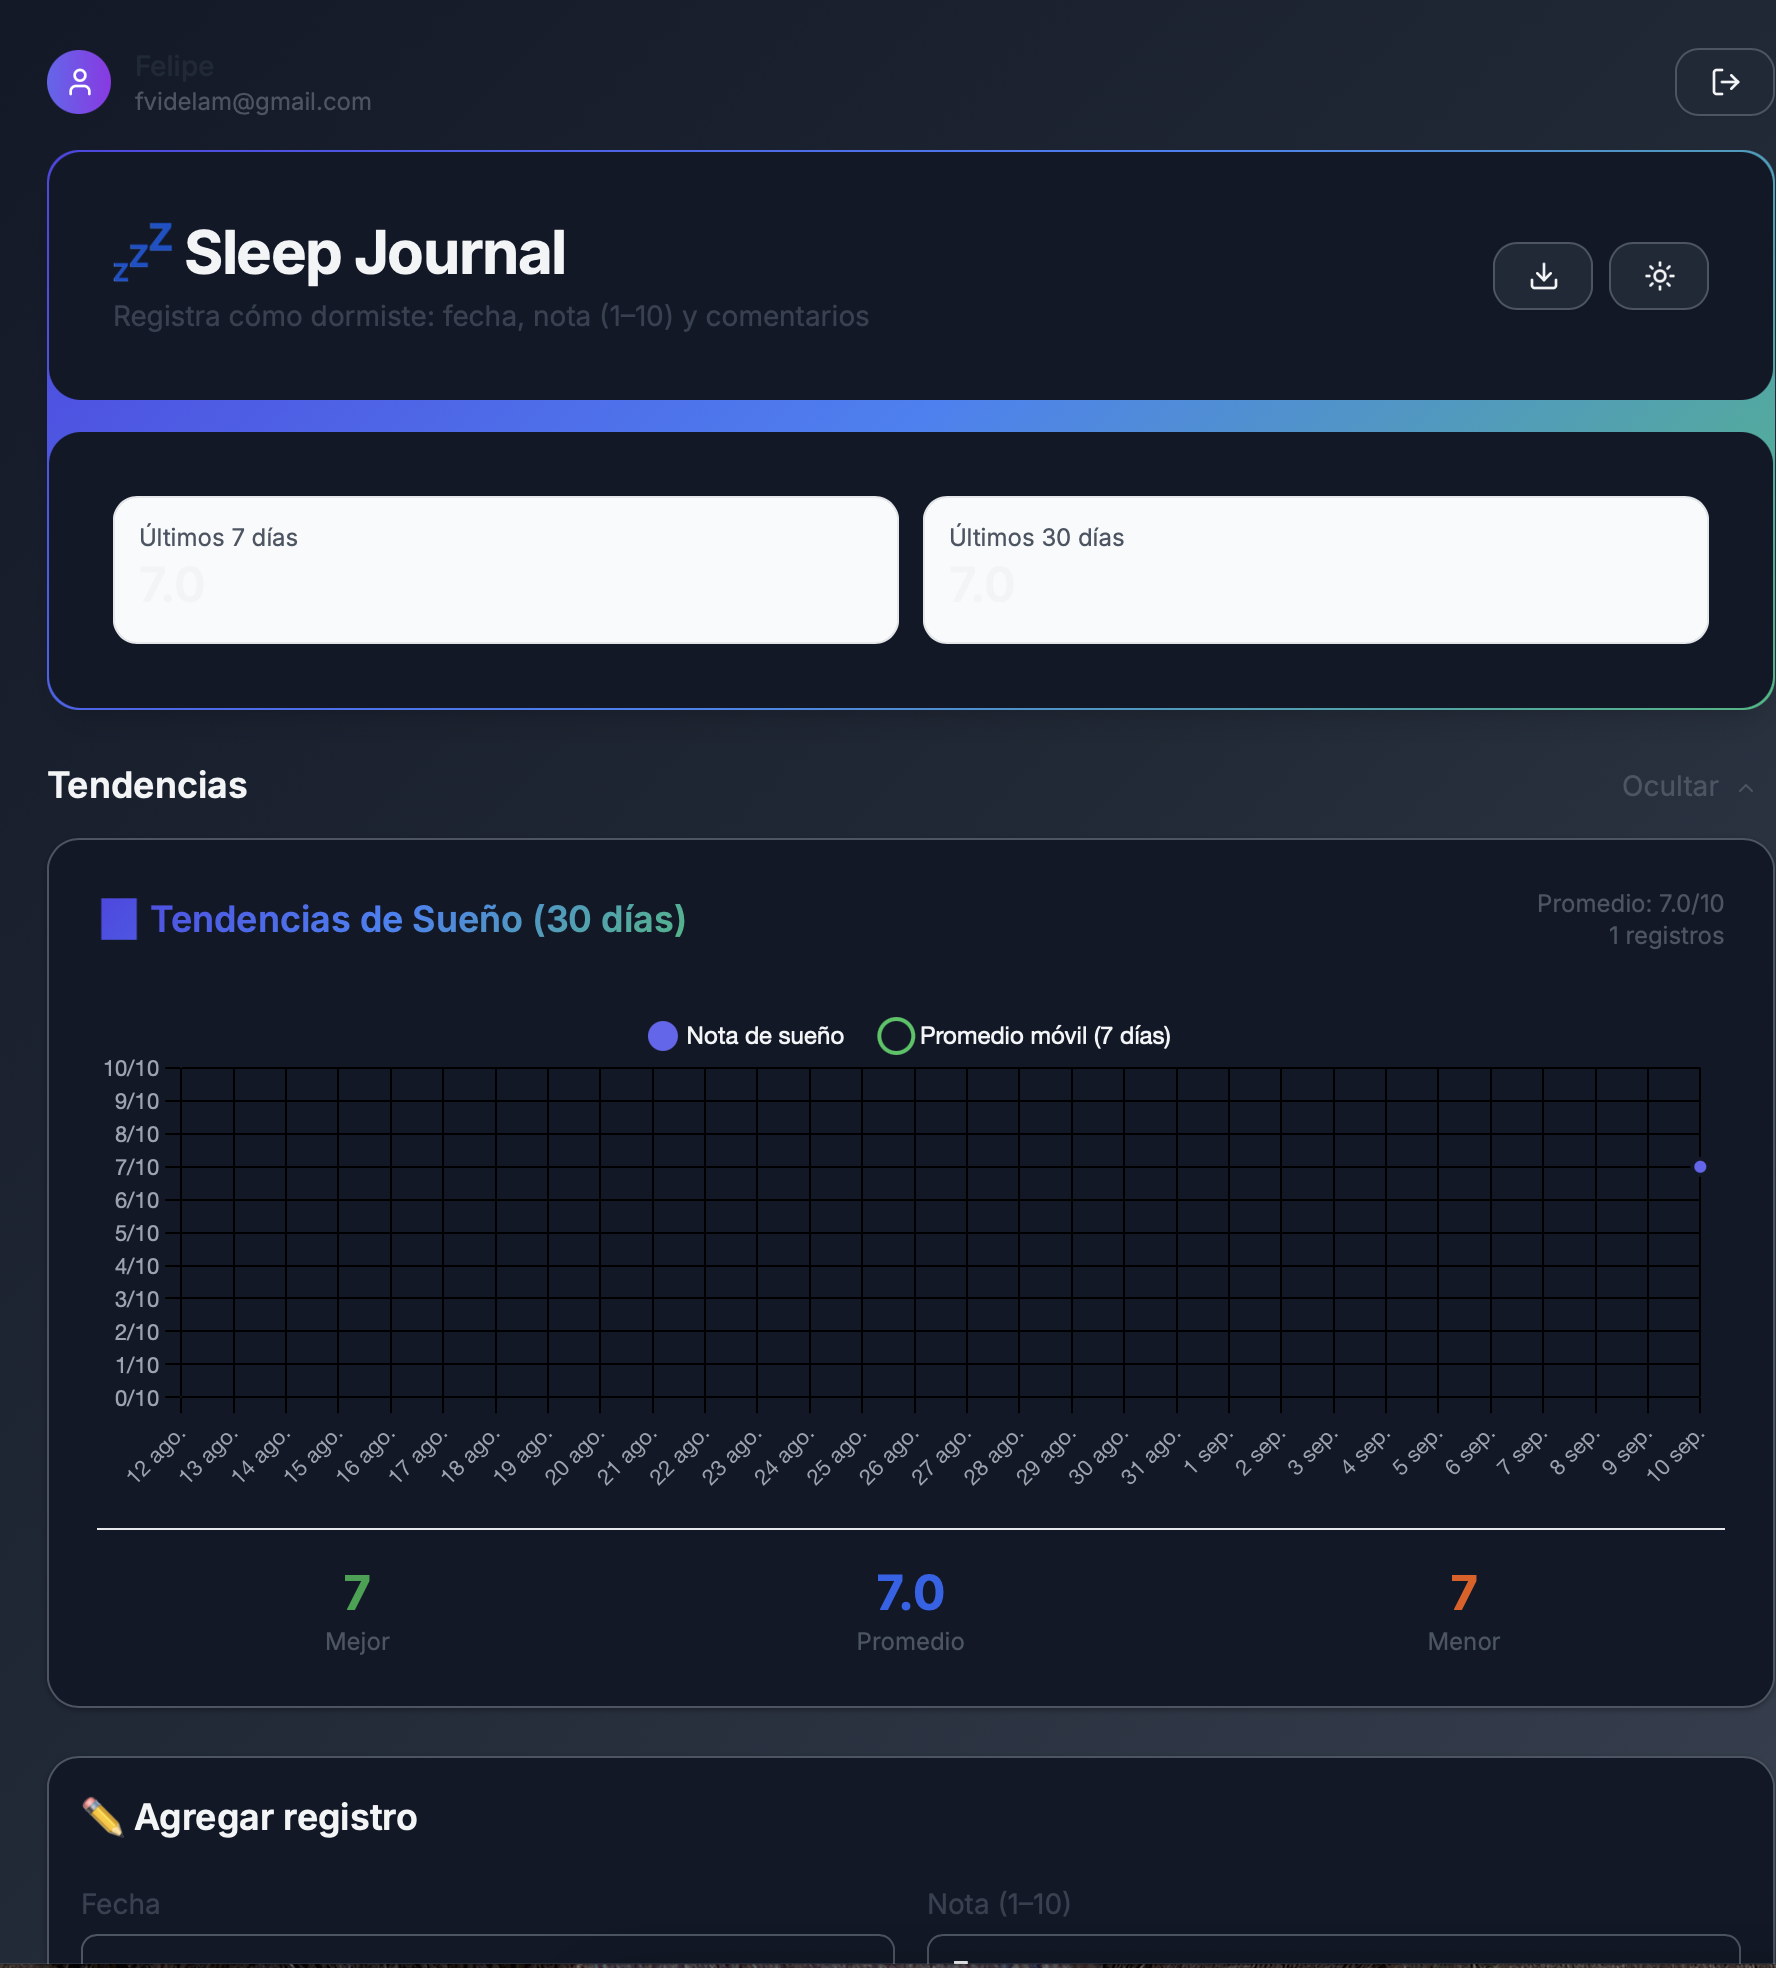 Felipe
fvidelam@gmail.com
💤 Sleep Journal
Registra cómo dormiste: fecha, nota (1–10) y comentarios
Últimos 7 días
7.0
Últimos 30 días
7.0
Tendencias
Ocultar
Tendencias de Sueño (30 días)
Promedio: 7.0/10
1 registros
Nota de sueño
Promedio móvil (7 días)
10/10
9/10
8/10
7/10
6/10
5/10
4/10
3/10
2/10
1/10
0/10
12 ago.
13 ago.
14 ago.
15 ago.
16 ago.
17 ago.
18 ago.
19 ago.
20 ago.
21 ago.
22 ago.
23 ago.
24 ago.
25 ago.
26 ago.
27 ago.
28 ago.
29 ago.
30 ago.
31 ago.
1 sep.
2 sep.
3 sep.
4 sep.
5 sep.
6 sep.
7 sep.
8 sep.
9 sep.
10 sep.
7
Mejor
7.0
Promedio
7
Menor
✏️ Agregar registro
Fecha
Nota (1–10)